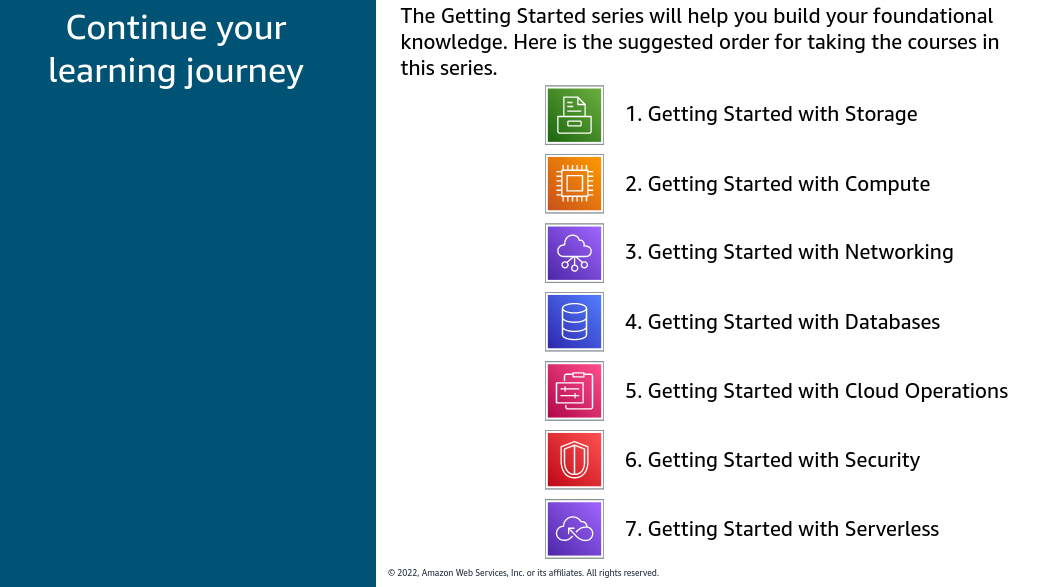 Continue your
learning journey
The Getting Started series will help you build your foundational
knowledge. Here is the suggested order for taking the courses in
this series.
1. Getting Started with Storage
2. Getting Started with Compute
3. Getting Started with Networking
4. Getting Started with Databases
5. Getting Started with Cloud Operations
6. Getting Started with Security
7. Getting Started with Serverless
© 2022, Amazon Web Services, Inc. or its affiliates. All rights reserved.